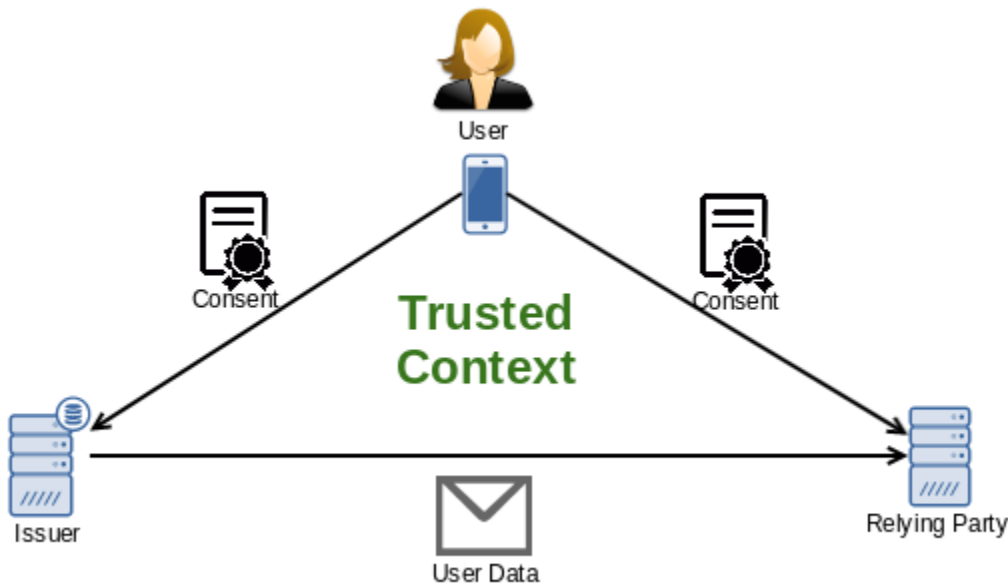 User
Consent
Consent
Trusted
Context
Issuer
Relying Party
User Data